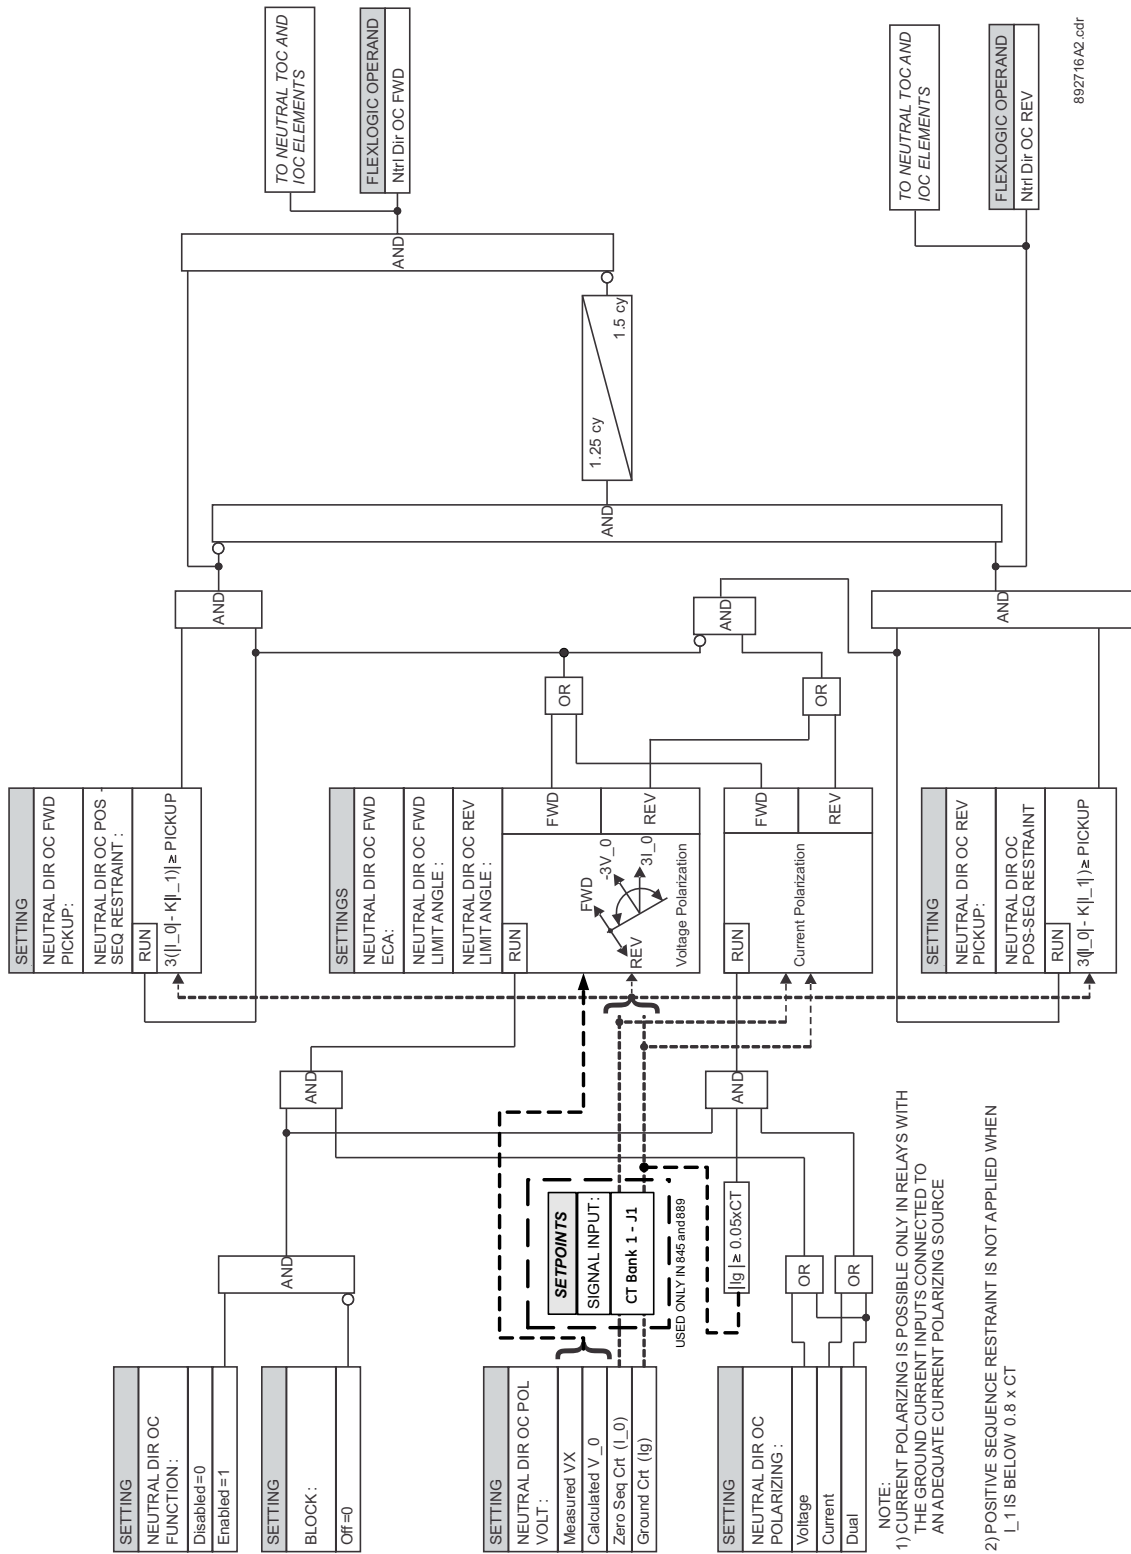 SETTING
NEUTRAL DIR OC
FUNCTION :
Disabled=0
Enabled = 1
SETTING
BLOCK :
Off =0
SETTING
NEUTRAL DIR OC POL
VOLT :
Measured VX
Calculated V_0
Zero Seq Crt (I_0)
Ground Crt (Ig)
SETTING
NEUTRAL DIR OC
POLARIZING :
Voltage
Current
Dual
AND
OR
OR
SETPOINTS
SIGNAL INPUT :
CT Bank 1 - J1
USED ONLY IN 845 and 889
|Ig| ≥ 0.05xCT
AND
AND
SETTING
NEUTRAL DIR OC FWD
PICKUP:
NEUTRAL DIR OC POS -
SEQ RESTRAINT :
RUN
3(|I_0| - K|I_1|)| ≥ PICKUP
SETTINGS
NEUTRAL DIR OC FWD
ECA:
NEUTRAL DIR OC FWD
LIMIT ANGLE :
NEUTRAL DIR OC REV
LIMIT ANGLE :
RUN
FWD
REV
-3V_0
3I_0
REV
FWD
Voltage Polarization
RUN
FWD
REV
Current Polarization
SETTING
NEUTRAL DIR OC REV
PICKUP:
NEUTRAL DIR OC
POS-SEQ RESTRAINT
RUN
3(|I_0| - K|I_1|) ≥ PICKUP
OR
OR
AND
AND
AND
AND
1.25 cy
1.5 cy
AND
TO NEUTRAL TOC AND
IOC ELEMENTS
FLEXLOGIC OPERAND
Ntrl Dir OC FWD
TO NEUTRAL TOC AND
IOC ELEMENTS
FLEXLOGIC OPERAND
Ntrl Dir OC REV
NOTE:
1) CURRENT POLARIZING IS POSSIBLE ONLY IN RELAYS WITH
THE GROUND CURRENT INPUTS CONNECTED TO
AN ADEQUATE CURRENT POLARIZING SOURCE
2) POSITIVE SEQUENCE RESTRAINT IS NOT APPLIED WHEN
I_1 IS BELOW 0.8 x CT
892716A2.cdr